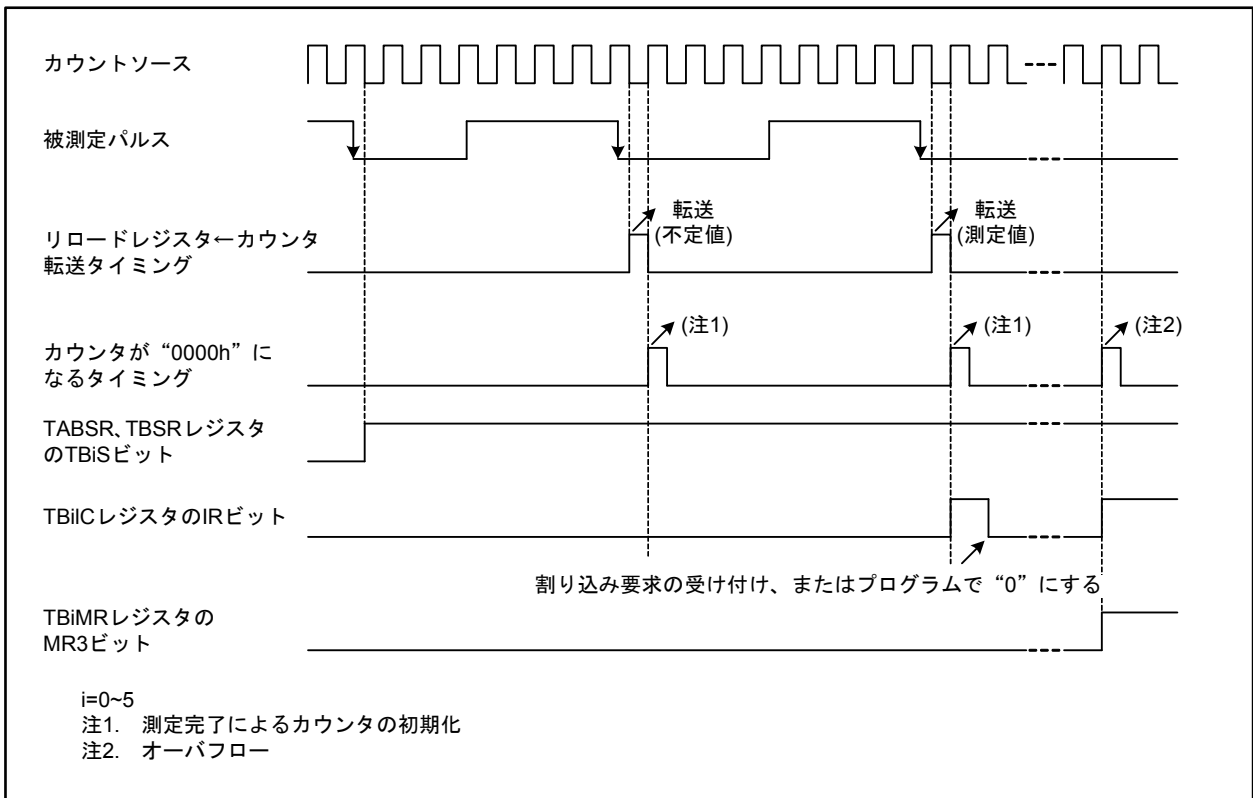 カウントソース
被測定パルス
転送
(不定値)
転送
(測定値)
リロードレジスタ←カウンタ
転送タイミング
(注1)
(注1)
(注2)
カウンタが“0000h”に
なるタイミング
TABSR、TBSRレジスタ
のTBiSビット
TBiICレジスタのIRビット
割り込み要求の受け付け、またはプログラムで“0”にする
TBiMRレジスタの
MR3ビット
i=0~5
注1. 測定完了によるカウンタの初期化
注2. オーバフロー